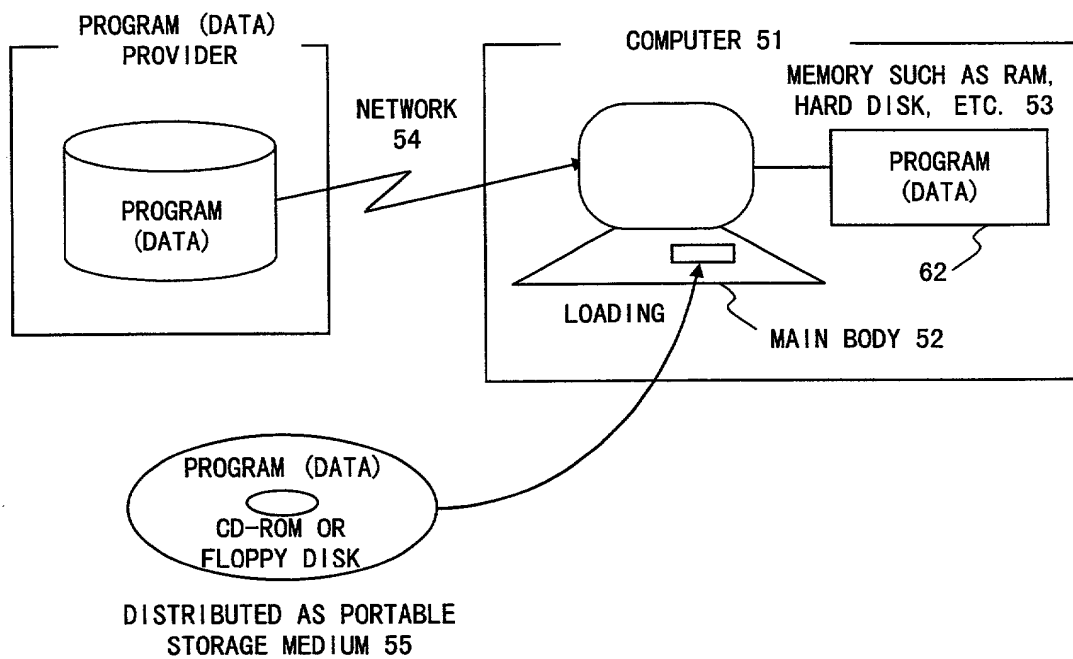 PROGRAM (DATA)
PROVIDER
PROGRAM
(DATA)
NETWORK
54
COMPUTER 51
MEMORY SUCH AS RAM,
HARD DISK, ETC. 53
PROGRAM
(DATA)
62
LOADING
MAIN BODY 52
PROGRAM (DATA)
CD-ROM OR
FLOPPY DISK
DISTRIBUTED AS PORTABLE
STORAGE MEDIUM 55